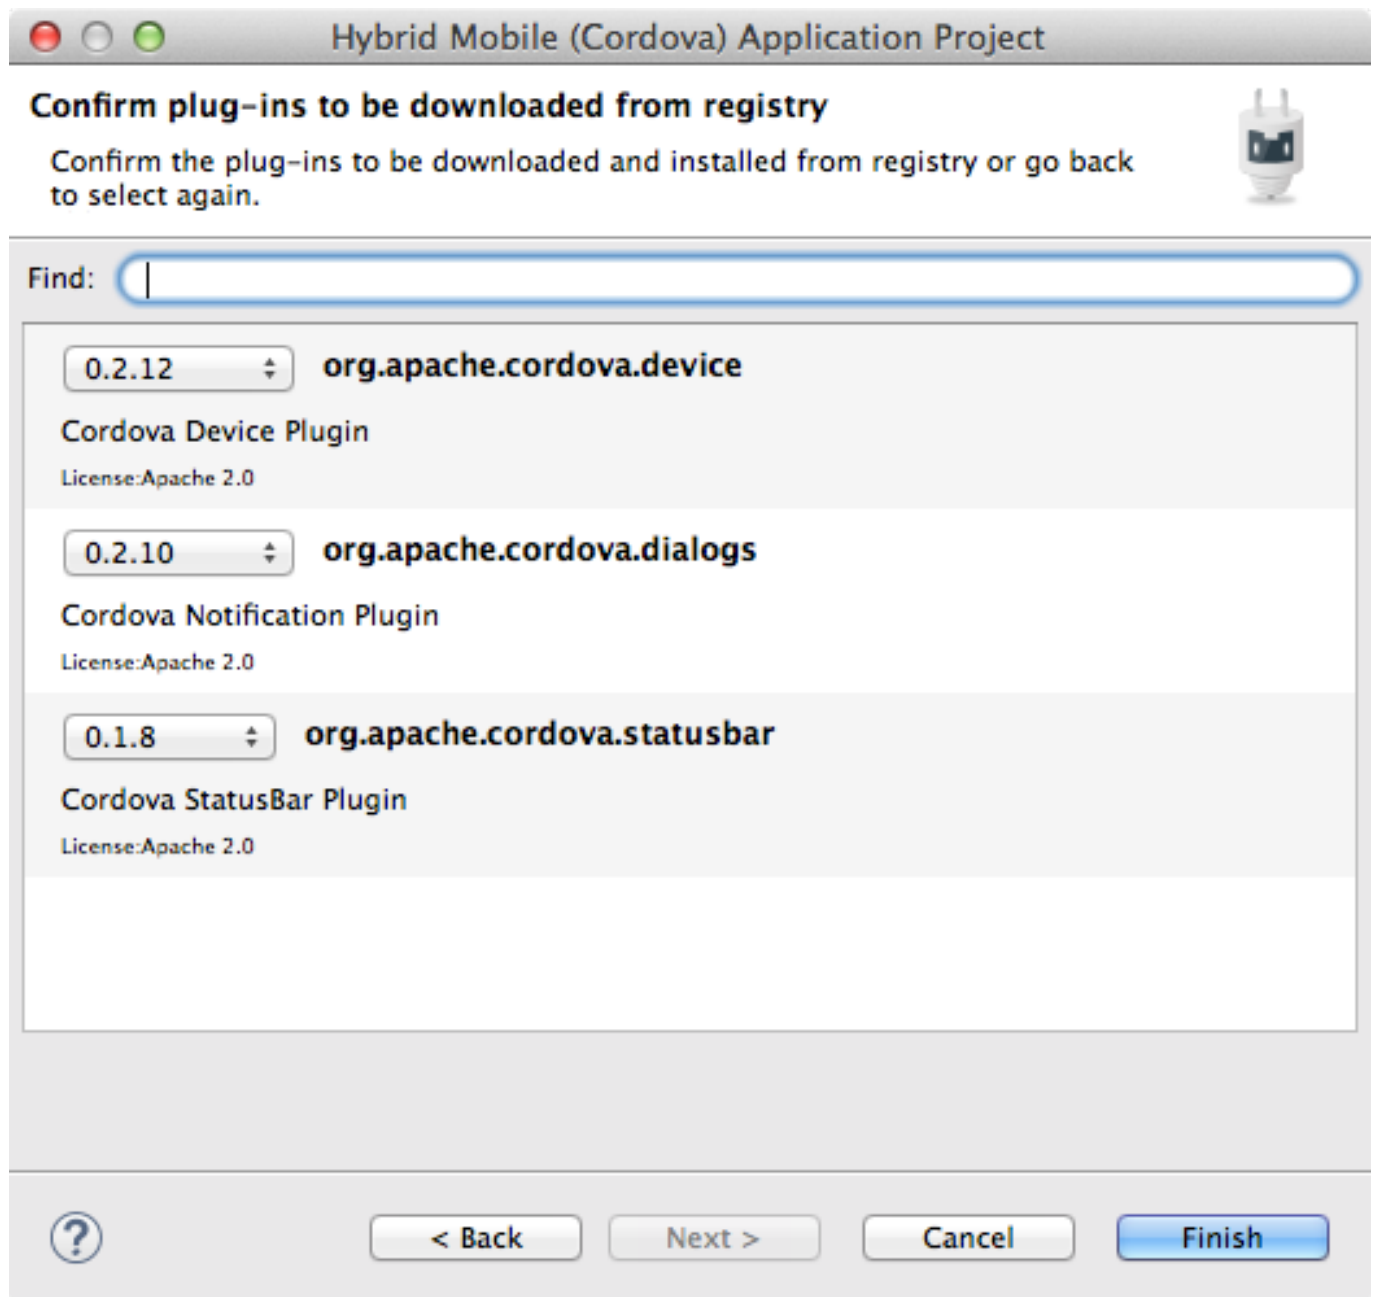 Hybrid Mobile (Cordova) Application Project
Confirm plug-ins to be downloaded from registry
Confirm the plug-ins to be downloaded and installed from registry or go back
to select again.
Find:
0.2.12 org.apache.cordova.device
Cordova Device Plugin
License:Apache 2.0
0.2.10 org.apache.cordova.dialogs
Cordova Notification Plugin
License:Apache 2.0
0.1.8 org.apache.cordova.statusbar
Cordova StatusBar Plugin
License:Apache 2.0
? < Back Next > Cancel Finish